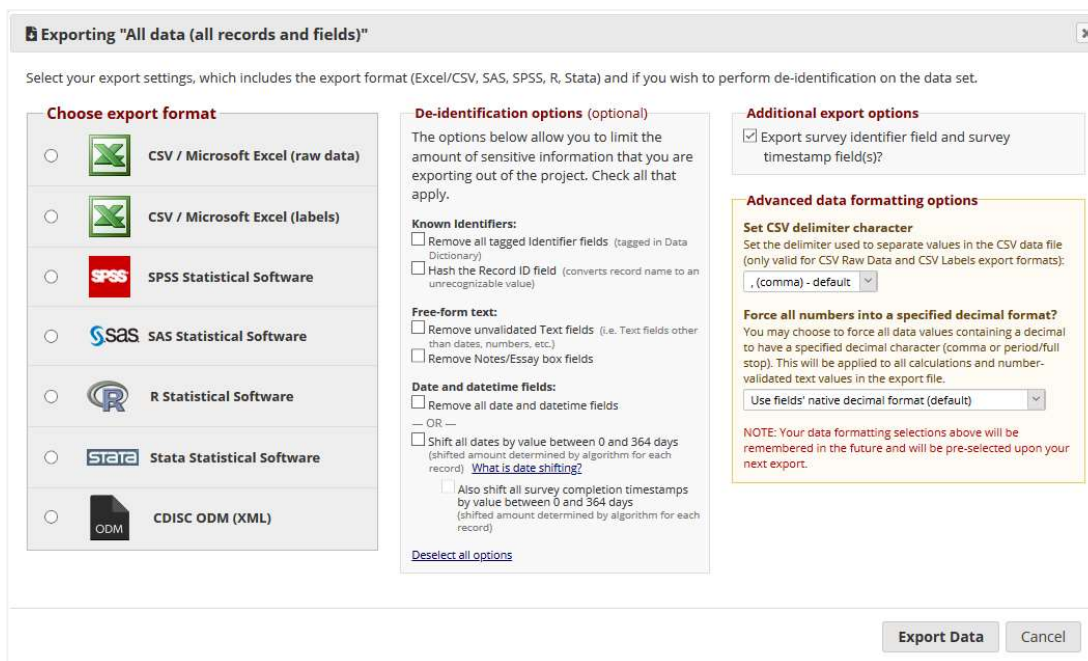 Exporting "All data (all records and fields)"
x
Select your export settings, which includes the export format (Excel/CSV, SAS, SPSS, R, Stata) and if you wish to perform de-identification on the data set.
Choose export format
CSV / Microsoft Excel (raw data)
CSV / Microsoft Excel (labels)
SPSS
SPSS Statistical Software
sas
SAS Statistical Software
R
R Statistical Software
STATA
Stata Statistical Software
ODM
CDISC ODM (XML)
De-identification options (optional)
The options below allow you to limit the
amount of sensitive information that you are
exporting out of the project. Check all that
apply.
Known Identifiers:
Remove all tagged Identifier fields (tagged in Data
Dictionary)
Hash the Record ID field (converts record name to an
unrecognizable value)
Free-form text:
Remove unvalidated Text fields (i.e. Text fields other
than dates, numbers, etc.)
Remove Notes/Essay box fields
Date and datetime fields:
Remove all date and datetime fields
— OR —
Shift all dates by value between 0 and 364 days
(shifted amount determined by algorithm for each
record) What is date shifting?
Also shift all survey completion timestamps
by value between 0 and 364 days
(shifted amount determined by algorithm for each
record)
Deselect all options
Additional export options
Export survey identifier field and survey
timestamp field(s)?
Advanced data formatting options
Set CSV delimiter character
Set the delimiter used to separate values in the CSV data file
(only valid for CSV Raw Data and CSV Labels export formats):
, (comma) - default
Force all numbers into a specified decimal format?
You may choose to force all data values containing a decimal
to have a specified decimal character (comma or period/full
stop). This will be applied to all calculations and number-
validated text values in the export file.
Use fields' native decimal format (default)
NOTE: Your data formatting selections above will be
remembered in the future and will be pre-selected upon your
next export.
Export Data
Cancel